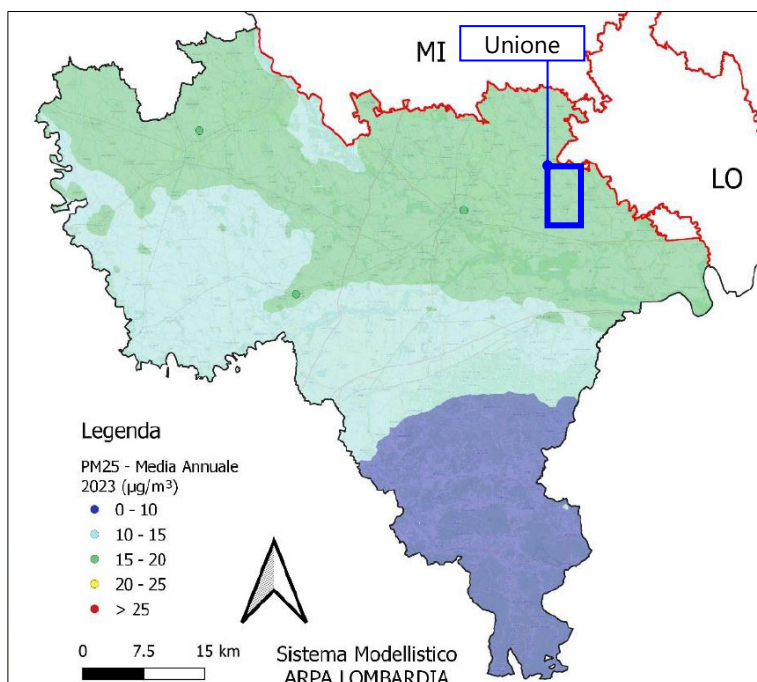 Unione
MI
LO
Legenda
PM25 - Media Annuale
2023 (µg/m³)
0 - 10
10 - 15
15 - 20
20 - 25
> 25
0 7.5 15 km
Sistema Modellistico
ARPA LOMBARDIA